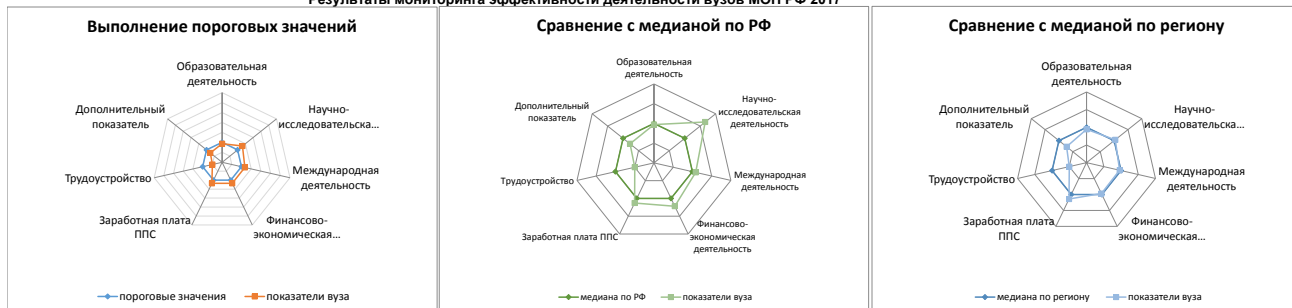 Результаты мониторинга эффективности деятельности вузов МОН РФ 2017
Выполнение пороговых значений
Образовательная
деятельность
Научно-
исследовательска...
Международная
деятельность
Финансово-
экономическая...
Заработная плата
ППС
Трудоустройство
Дополнительный
показатель
пороговые значения
показатели вуза
Сравнение с медианой по РФ
Образовательная
деятельность
Научно-
исследовательская
деятельность
Международная
деятельность
Финансово-
экономическая
деятельность
Заработная плата ППС
Трудоустройство
Дополнительный
показатель
медиана по РФ
показатели вуза
Сравнение с медианой по региону
Образовательная
деятельность
Научно-
исследовательска...
Международная
деятельность
Финансово-
экономическая...
Заработная плата
ППС
Трудоустройство
Дополнительный
показатель
медиана по региону
показатели вуза